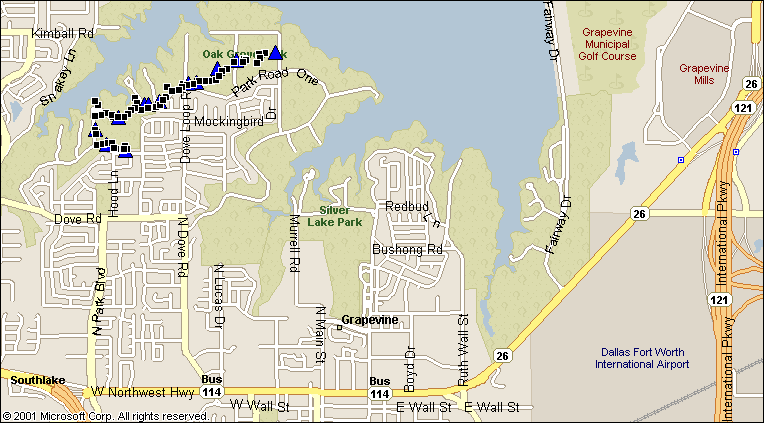 Kimball Rd
Shakey Ln
Oak Grove Park
Park Road One
Fairway Dr
Grapevine
Municipal
Golf Course
Grapevine
Mills
26
121
Dove Loop Rd
Mockingbird
Dr
Hood Ln
Dove Rd
Silver
Lake Park
Redbud
Ln
Bushong Rd
Fairway Dr
26
International Pkwy
N Dove Rd
Murrell Rd
N Park Blvd
N Lucas Dr
N Main St
Grapevine
Boyd Dr
Ruth Wall St
26
121
International Pkwy
Dallas Fort Worth
International Airport
Southlake
W Northwest Hwy
Bus
114
Bus
114
W Wall St
E Wall St
E Wall St
© 2001 Microsoft Corp. All rights reserved.